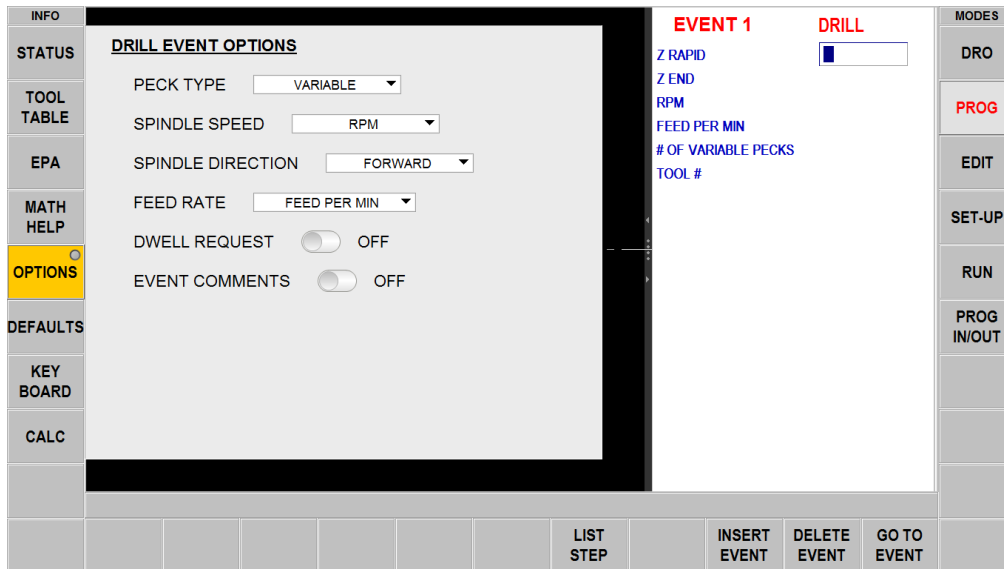 INFO
STATUS
TOOL
TABLE
EPA
MATH
HELP
OPTIONS
DEFAULTS
KEY
BOARD
CALC
DRILL EVENT OPTIONS
PECK TYPE VARIABLE
SPINDLE SPEED RPM
SPINDLE DIRECTION FORWARD
FEED RATE FEED PER MIN
DWELL REQUEST OFF
EVENT COMMENTS OFF
EVENT 1 DRILL
Z RAPID
Z END
RPM
FEED PER MIN
# OF VARIABLE PECKS
TOOL #
MODES
DRO
PROG
EDIT
SET-UP
RUN
PROG
IN/OUT
LIST
STEP
INSERT
EVENT
DELETE
EVENT
GO TO
EVENT